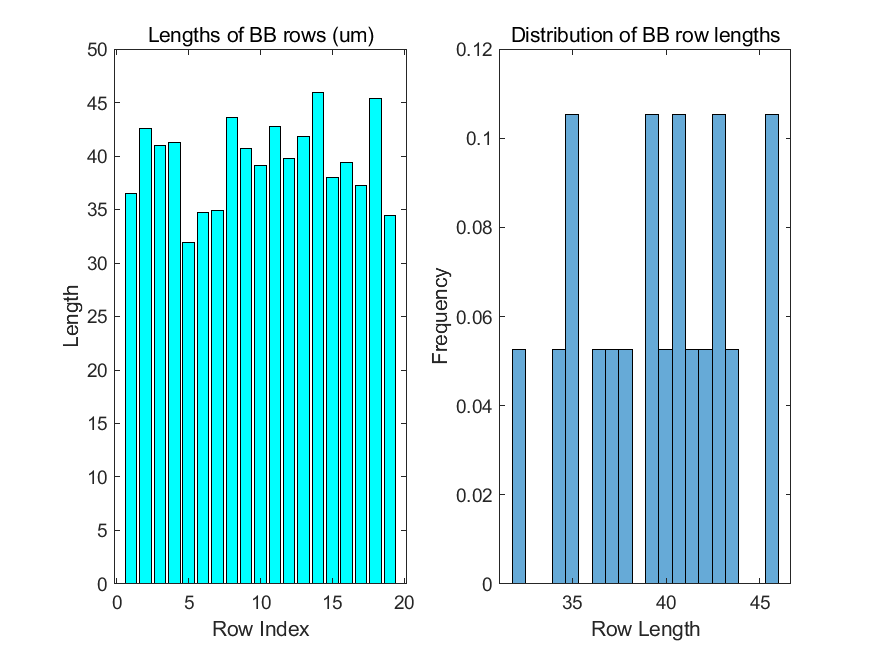 Lengths of BB rows (um)
50
45
40
35
30
25
20
15
10
5
0
Length
0 5 10 15 20
Row Index
Distribution of BB row lengths
0.12
0.1
0.08
0.06
0.04
0.02
0
Frequency
35 40 45
Row Length